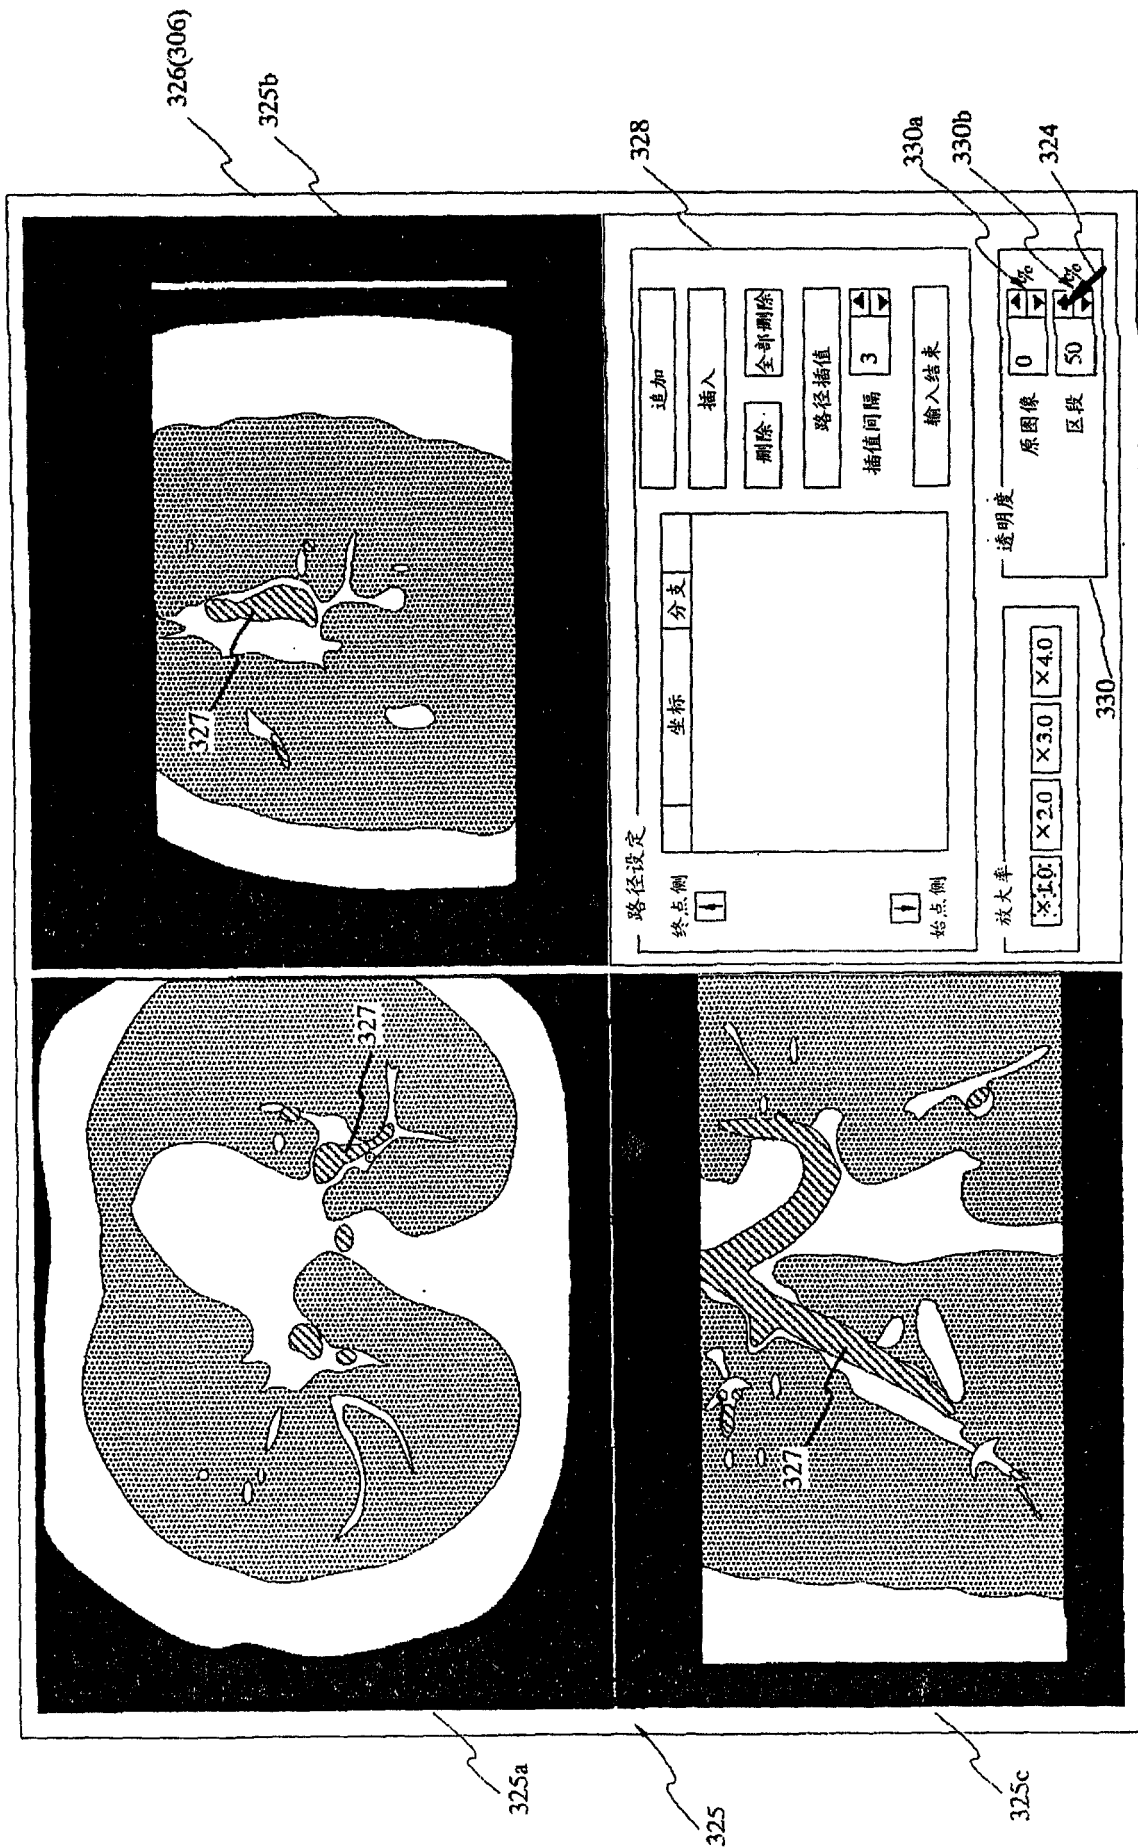 326(306)
325b
327
327
325a
325
325c
327
328
路径设定
终点侧
始点侧
坐标 分支
追加
插入
删除 全部删除
路径插值
插值间隔 3
输入结束
放大率
×1.0 ×2.0 ×3.0 ×4.0
透明度
原图像 0 %
区段 50 %
330
330a
330b
324